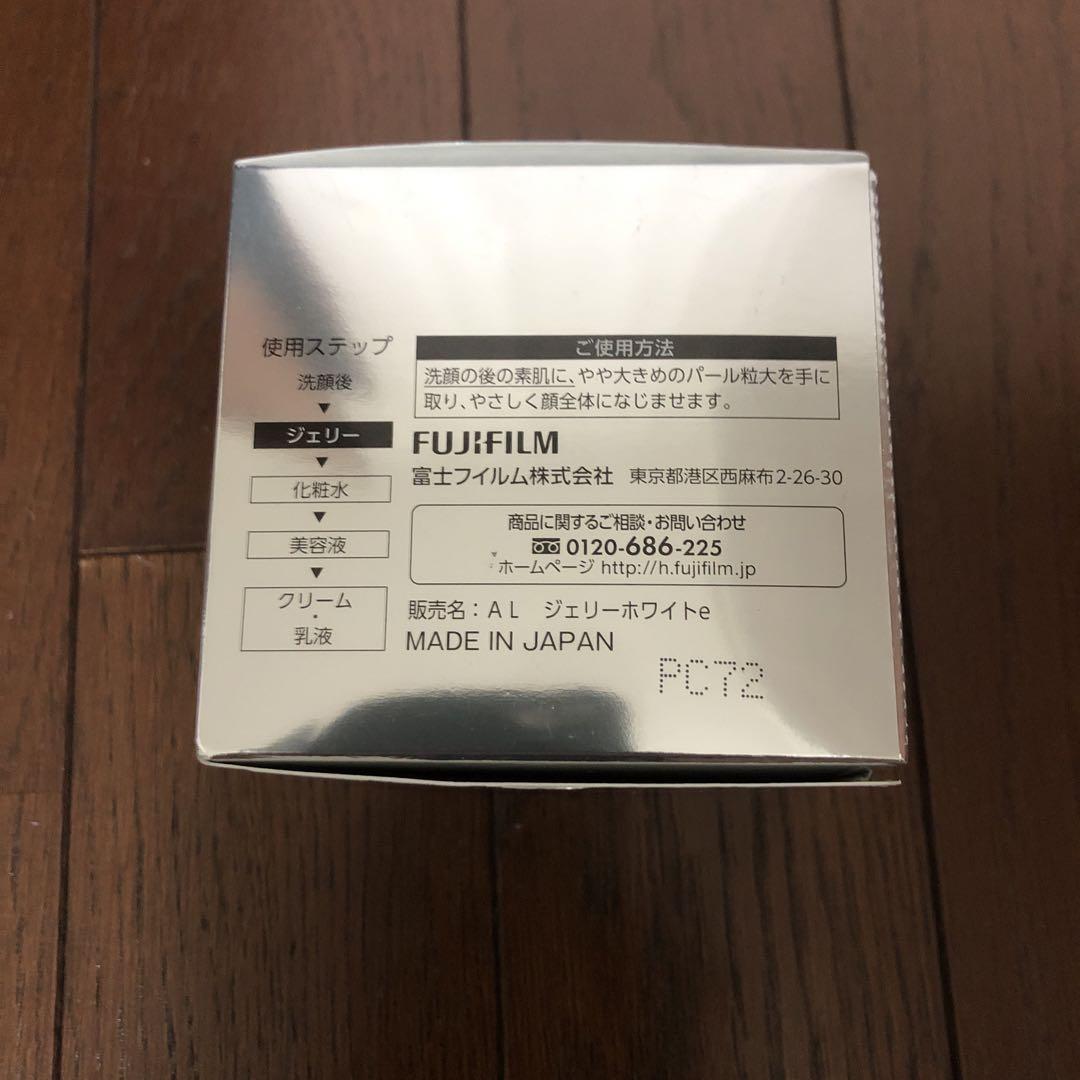 使用ステップ
洗顔後
▼
ジェリー
▼
化粧水
▼
美容液
▼
クリーム
・
乳液
ご使用方法
洗顔の後の素肌に、やや大きめのパール粒大を手に
取り、やさしく顔全体になじませます。
FUJIFILM
富士フイルム株式会社 東京都港区西麻布2-26-30
商品に関するご相談・お問い合わせ
0120-686-225
ホームページ http://h.fujifilm.jp
販売名：ＡＬ　ジェリーホワイトe
MADE IN JAPAN
PC72